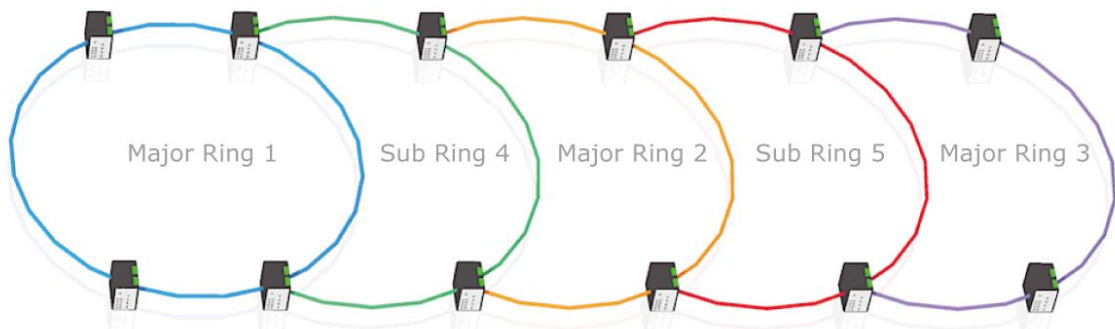 Major Ring 1
Sub Ring 4
Major Ring 2
Sub Ring 5
Major Ring 3